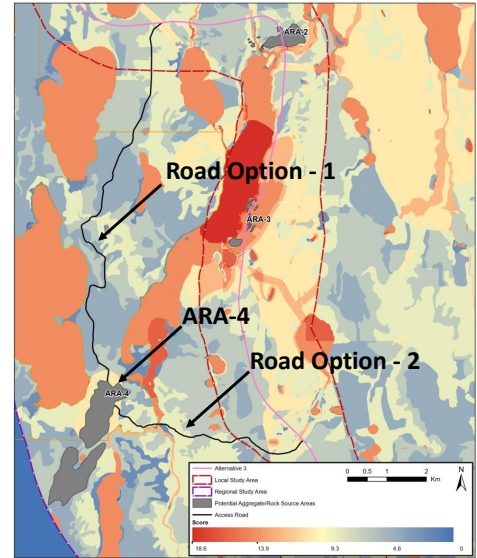 ARA-2
Road Option - 1
ARA-3
ARA-4
Road Option - 2
ARA-4
Alternative 3
Local Study Area
Regional Study Area
Potential Aggregate/Rock Source Areas
Access Road
Score
18.6 13.9 9.3 4.6 0
0 0.5 1 2
Km
N